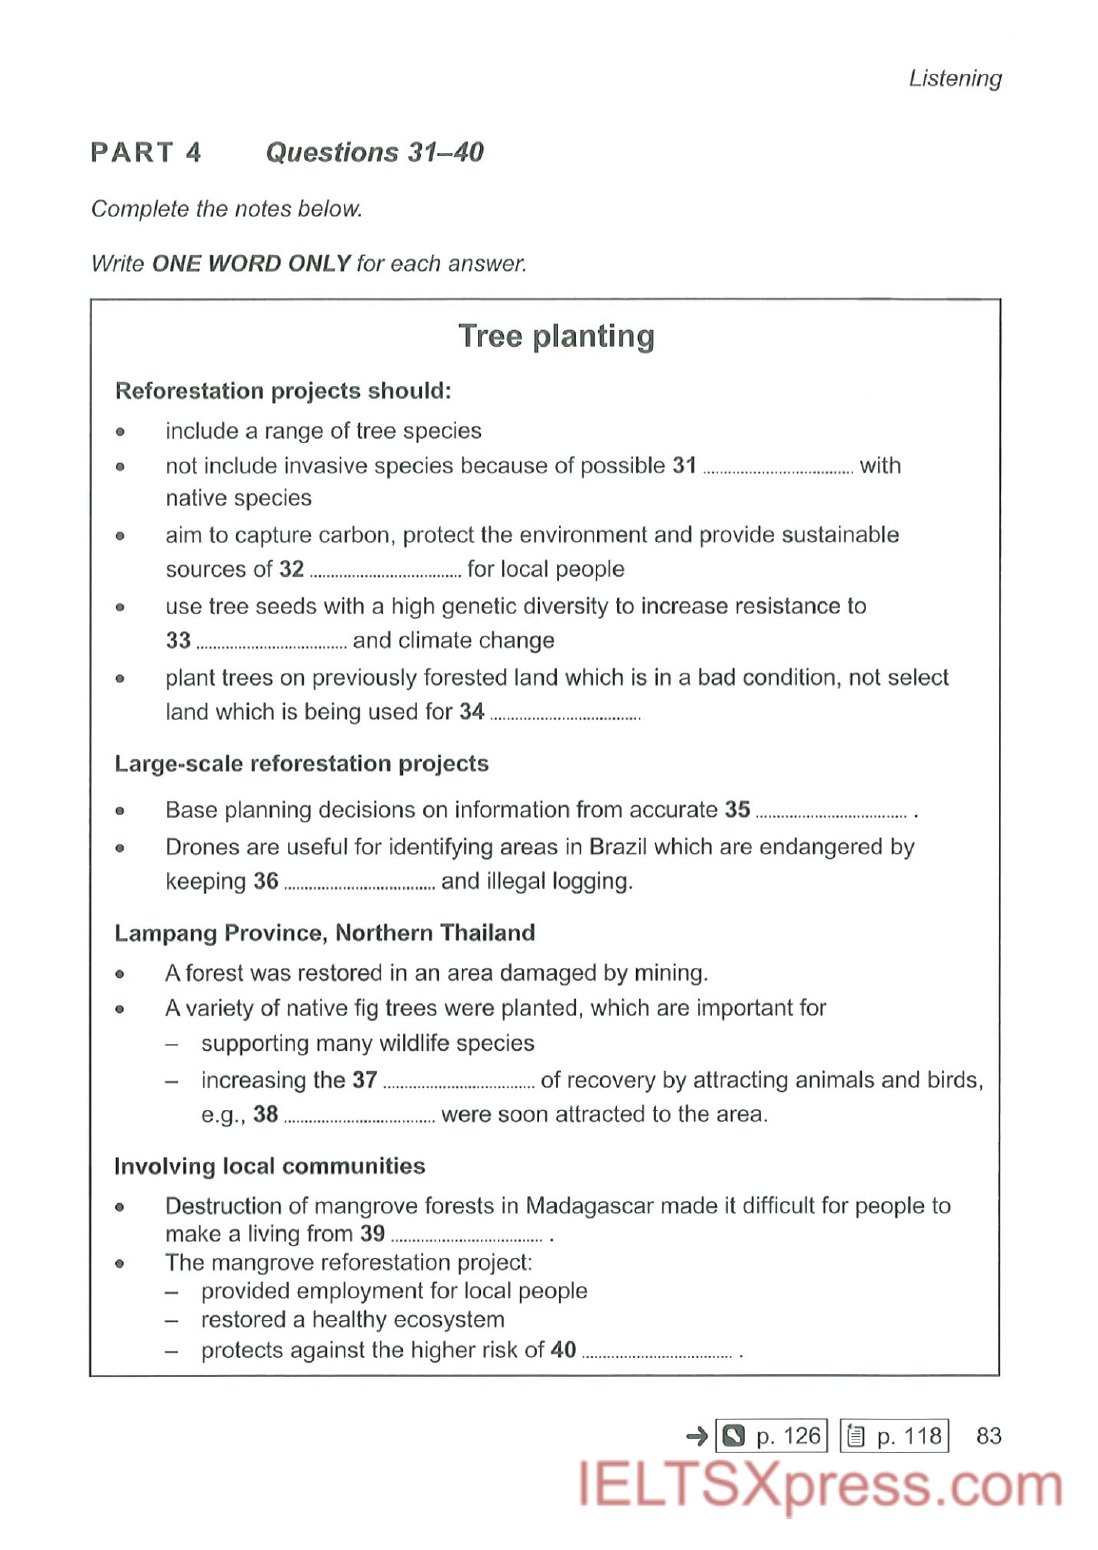 Listening
PART 4 Questions 31–40
Complete the notes below.
Write ONE WORD ONLY for each answer.
Tree planting
Reforestation projects should:
• include a range of tree species
• not include invasive species because of possible 31 .................................... with
native species
• aim to capture carbon, protect the environment and provide sustainable
sources of 32 .................................... for local people
• use tree seeds with a high genetic diversity to increase resistance to
33 .................................... and climate change
• plant trees on previously forested land which is in a bad condition, not select
land which is being used for 34 ....................................
Large-scale reforestation projects
• Base planning decisions on information from accurate 35 .................................... .
• Drones are useful for identifying areas in Brazil which are endangered by
keeping 36 .................................... and illegal logging.
Lampang Province, Northern Thailand
• A forest was restored in an area damaged by mining.
• A variety of native fig trees were planted, which are important for
– supporting many wildlife species
– increasing the 37 .................................... of recovery by attracting animals and birds,
e.g., 38 .................................... were soon attracted to the area.
Involving local communities
• Destruction of mangrove forests in Madagascar made it difficult for people to
make a living from 39 .................................... .
• The mangrove reforestation project:
– provided employment for local people
– restored a healthy ecosystem
– protects against the higher risk of 40 .................................... .
→ p. 126 p. 118 83
IELTSXpress.com